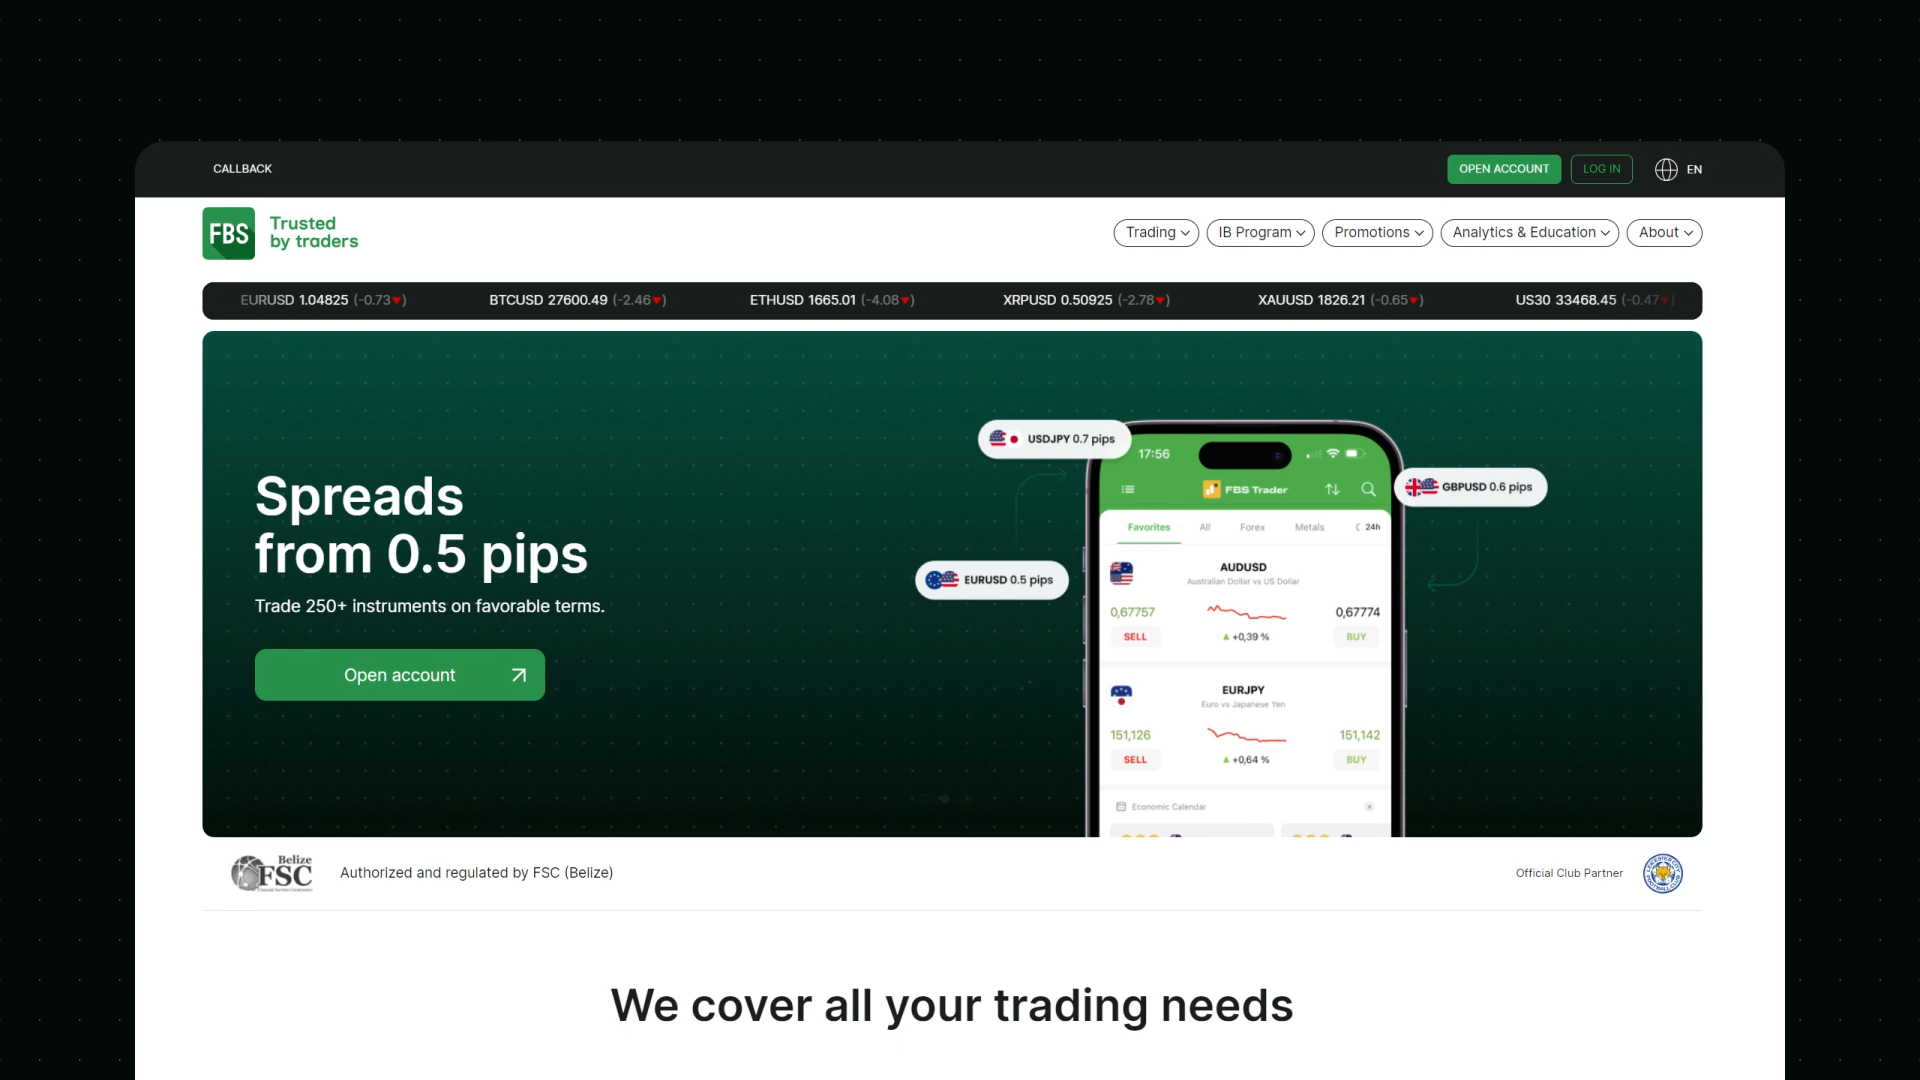 CALLBACK
OPEN ACCOUNT
LOG IN
EN
FBS
Trusted
by traders
Trading
IB Program
Promotions
Analytics & Education
About
EURUSD 1.04825 (-0.73▼)
BTCUSD 27600.49 (-2.46▼)
ETHUSD 1665.01 (-4.08▼)
XRPUSD 0.50925 (-2.78▼)
XAUUSD 1826.21 (-0.65▼)
US30 33468.45 (-0.47▼)
Spreads
from 0.5 pips
Trade 250+ instruments on favorable terms.
Open account
USDJPY 0.7 pips
GBPUSD 0.6 pips
EURUSD 0.5 pips
17:56
FBS Trader
Favorites
All
Forex
Metals
24h
AUDUSD
Australian Dollar vs US Dollar
0,67757
0,67774
SELL
+0,39 %
BUY
EURJPY
Euro vs Japanese Yen
151,126
151,142
SELL
+0,64 %
BUY
Economic Calendar
Belize
FSC
Authorized and regulated by FSC (Belize)
Official Club Partner
LEICESTER CITY
FOOTBALL CLUB
We cover all your trading needs